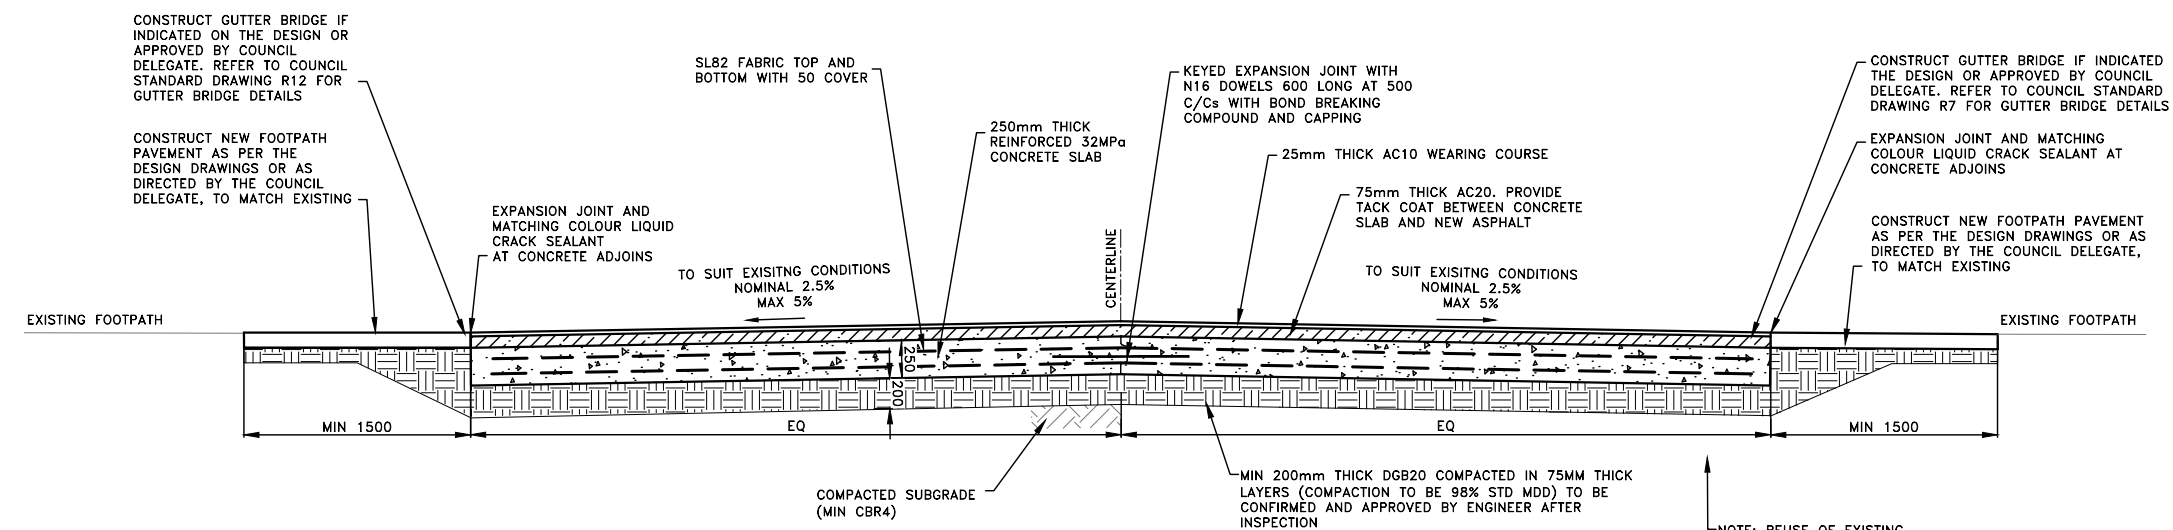 CONSTRUCT GUTTER BRIDGE IF
INDICATED ON THE DESIGN OR
APPROVED BY COUNCIL
DELEGATE. REFER TO COUNCIL
STANDARD DRAWING R12 FOR
GUTTER BRIDGE DETAILS
CONSTRUCT NEW FOOTPATH
PAVEMENT AS PER THE
DESIGN DRAWINGS OR AS
DIRECTED BY THE COUNCIL
DELEGATE, TO MATCH EXISTING
EXPANSION JOINT AND
MATCHING COLOUR LIQUID
CRACK SEALANT
AT CONCRETE ADJOINS
SL82 FABRIC TOP AND
BOTTOM WITH 50 COVER
250mm THICK
REINFORCED 32MPa
CONCRETE SLAB
KEYED EXPANSION JOINT WITH
N16 DOWELS 600 LONG AT 500
C/Cs WITH BOND BREAKING
COMPOUND AND CAPPING
25mm THICK AC10 WEARING COURSE
75mm THICK AC20. PROVIDE
TACK COAT BETWEEN CONCRETE
SLAB AND NEW ASPHALT
CONSTRUCT GUTTER BRIDGE IF INDICATED
THE DESIGN OR APPROVED BY COUNCIL
DELEGATE. REFER TO COUNCIL STANDARD
DRAWING R7 FOR GUTTER BRIDGE DETAILS
EXPANSION JOINT AND MATCHING
COLOUR LIQUID CRACK SEALANT AT
CONCRETE ADJOINS
CONSTRUCT NEW FOOTPATH PAVEMENT
AS PER THE DESIGN DRAWINGS OR AS
DIRECTED BY THE COUNCIL DELEGATE,
TO MATCH EXISTING
TO SUIT EXISITNG CONDITIONS
NOMINAL 2.5%
MAX 5%
CENTERLINE
TO SUIT EXISITNG CONDITIONS
NOMINAL 2.5%
MAX 5%
EXISTING FOOTPATH
EXISTING FOOTPATH
250
200
MIN 1500
EQ
EQ
MIN 1500
COMPACTED SUBGRADE
(MIN CBR4)
MIN 200mm THICK DGB20 COMPACTED IN 75MM THICK
LAYERS (COMPACTION TO BE 98% STD MDD) TO BE
CONFIRMED AND APPROVED BY ENGINEER AFTER
INSPECTION
NOTE: REUSE OF EXISTING